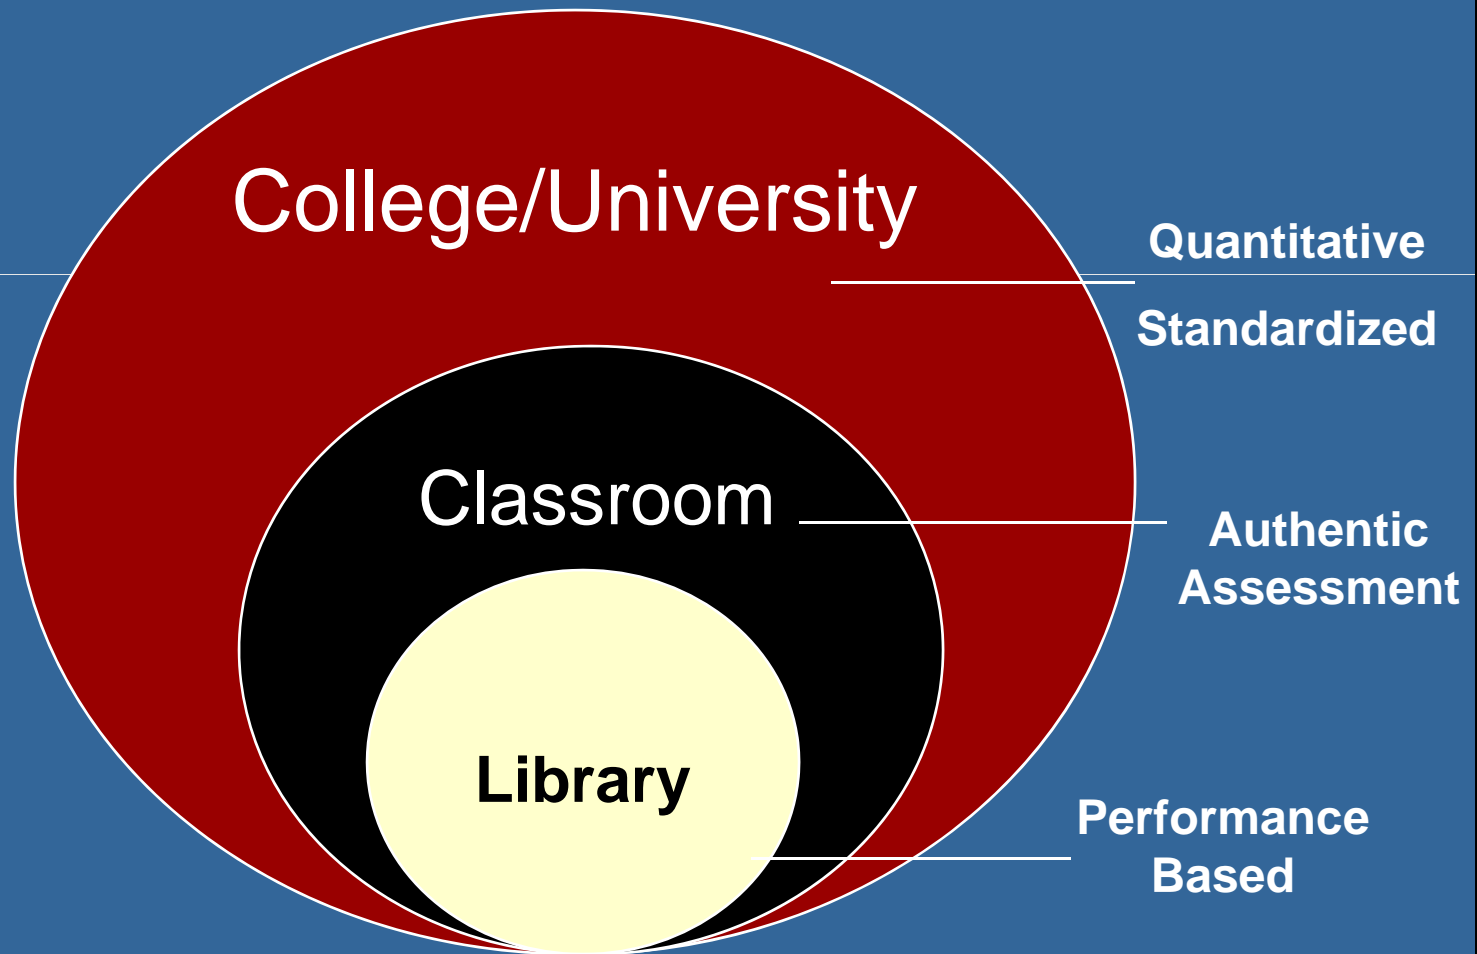 College/University
Quantitative
Standardized
Classroom
Authentic
Assessment
Library
Performance
Based